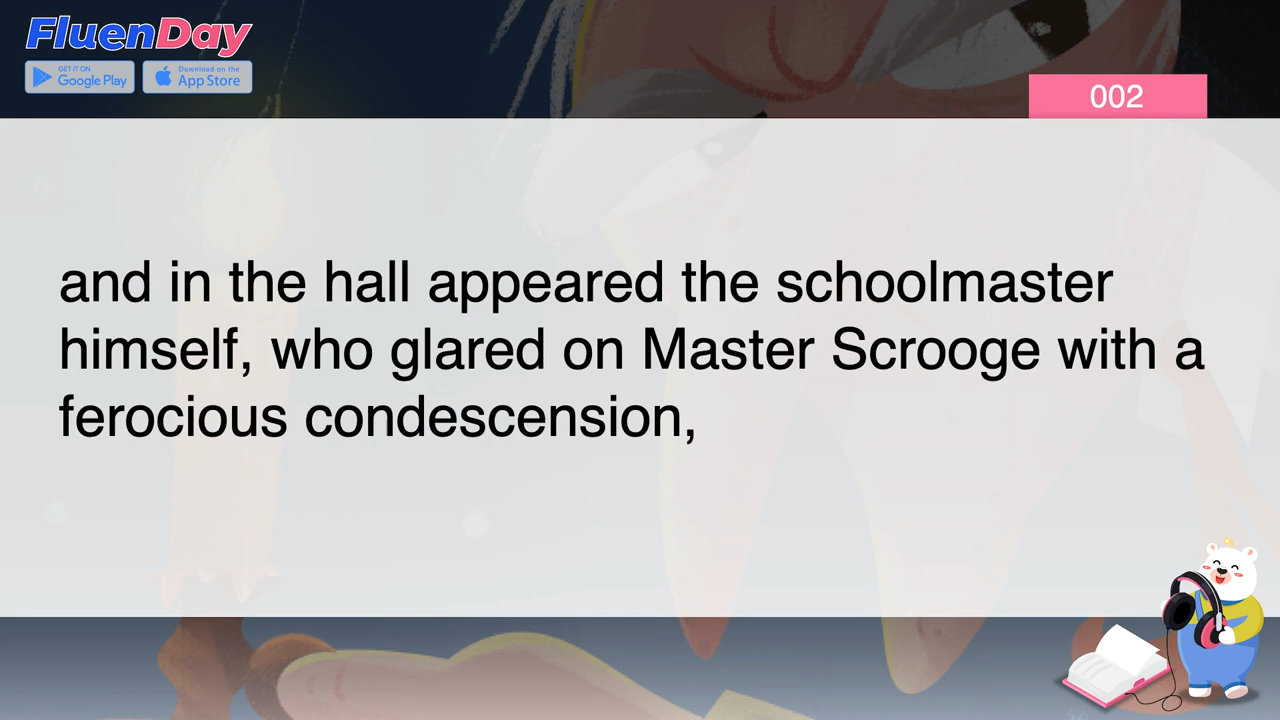 FluenDay
GET IT ON
Google Play
Download on the
App Store
002
and in the hall appeared the schoolmaster
himself, who glared on Master Scrooge with a
ferocious condescension,